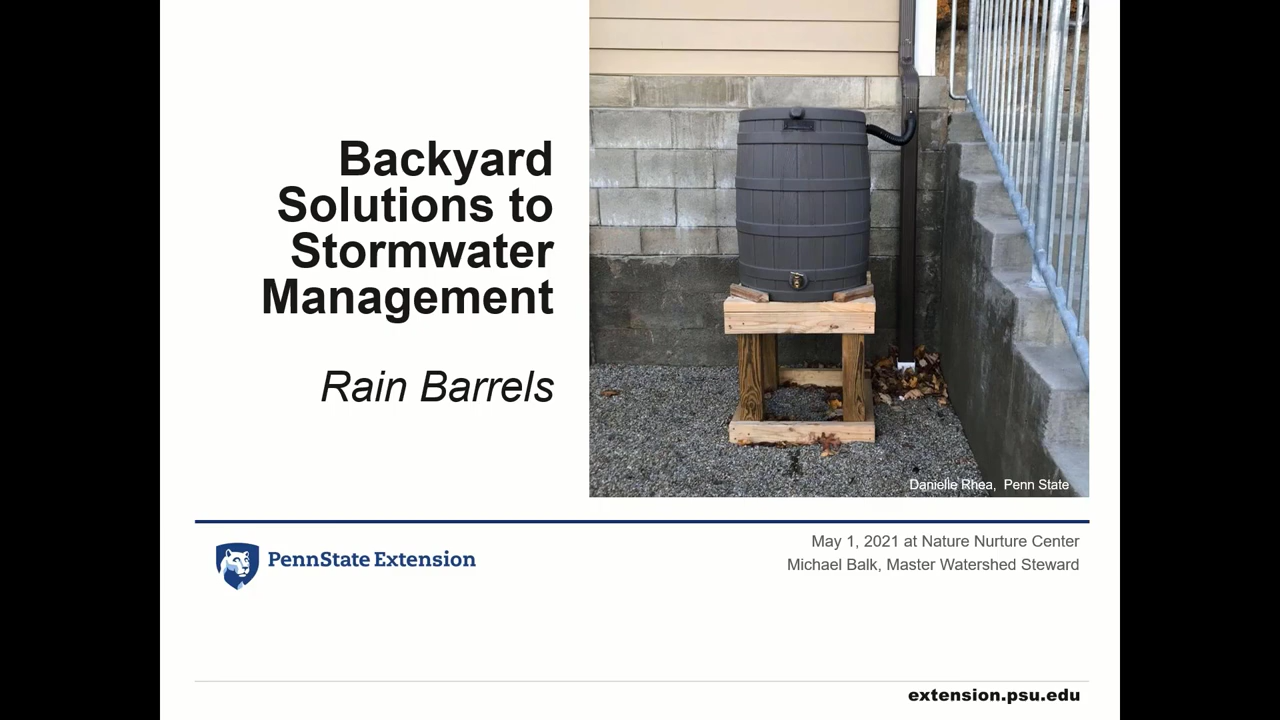 Backyard
Solutions to
Stormwater
Management
Rain Barrels
Danielle Rhea, Penn State
PennState Extension
May 1, 2021 at Nature Nurture Center
Michael Balk, Master Watershed Steward
extension.psu.edu